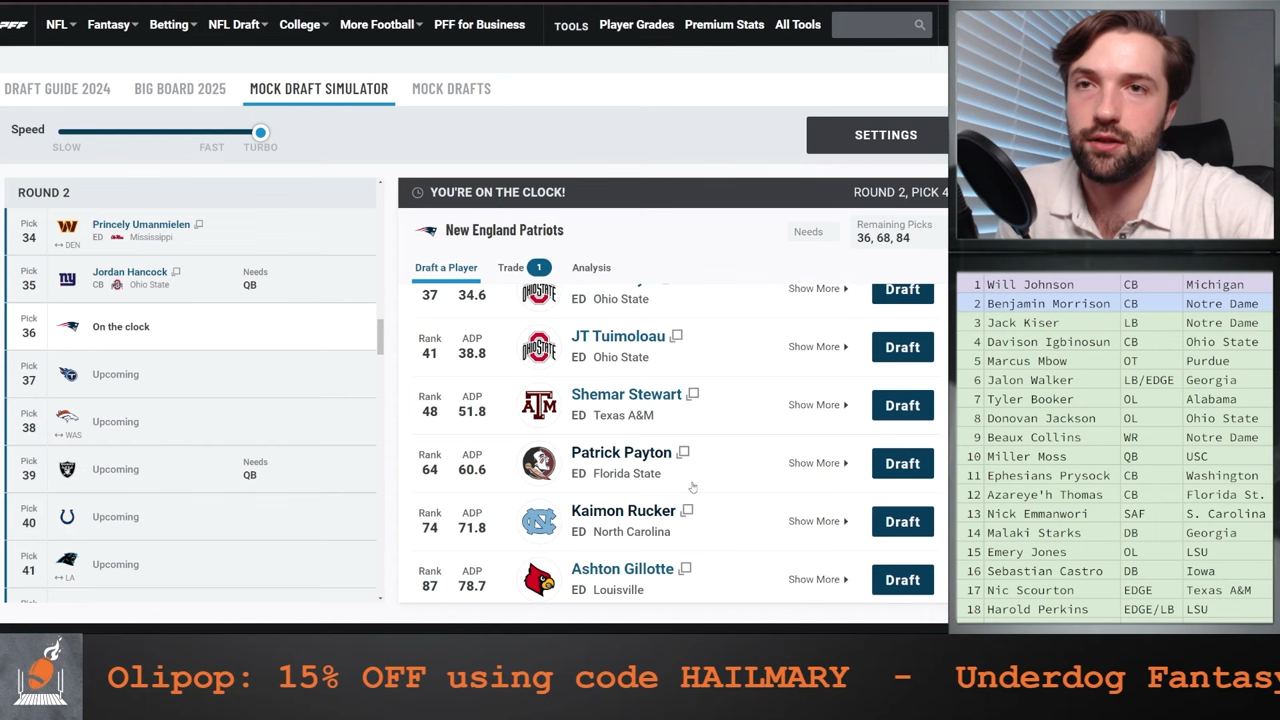 PFF
NFL
Fantasy
Betting
NFL Draft
College
More Football
PFF for Business
TOOLS
Player Grades
Premium Stats
All Tools
DRAFT GUIDE 2024
BIG BOARD 2025
MOCK DRAFT SIMULATOR
MOCK DRAFTS
Speed
SLOW
FAST
TURBO
SETTINGS
ROUND 2
Pick
34
DEN
Princely Umanmielen
ED Mississippi
Pick
35
Jordan Hancock
CB Ohio State
Needs
QB
Pick
36
On the clock
Pick
37
Upcoming
Pick
38
WAS
Upcoming
Pick
39
Upcoming
Needs
QB
Pick
40
Upcoming
Pick
41
LA
Upcoming
YOU'RE ON THE CLOCK!
ROUND 2, PICK 4
New England Patriots
Needs
Remaining Picks
36, 68, 84
Draft a Player
Trade 1
Analysis
37 34.6
ED Ohio State
Show More
Draft
Rank ADP
41 38.8
JT Tuimoloau
ED Ohio State
Show More
Draft
Rank ADP
48 51.8
Shemar Stewart
ED Texas A&M
Show More
Draft
Rank ADP
64 60.6
Patrick Payton
ED Florida State
Show More
Draft
Rank ADP
74 71.8
Kaimon Rucker
ED North Carolina
Show More
Draft
Rank ADP
87 78.7
Ashton Gillotte
ED Louisville
Show More
Draft
1 Will Johnson CB Michigan
2 Benjamin Morrison CB Notre Dame
3 Jack Kiser LB Notre Dame
4 Davison Igbinosun CB Ohio State
5 Marcus Mbow OT Purdue
6 Jalon Walker LB/EDGE Georgia
7 Tyler Booker OL Alabama
8 Donovan Jackson OL Ohio State
9 Beaux Collins WR Notre Dame
10 Miller Moss QB USC
11 Ephesians Prysock CB Washington
12 Azareye'h Thomas CB Florida St.
13 Nick Emmanwori SAF S. Carolina
14 Malaki Starks DB Georgia
15 Emery Jones OL LSU
16 Sebastian Castro DB Iowa
17 Nic Scourton EDGE Texas A&M
18 Harold Perkins EDGE/LB LSU
Olipop: 15% OFF using code HAILMARY - Underdog Fantasy